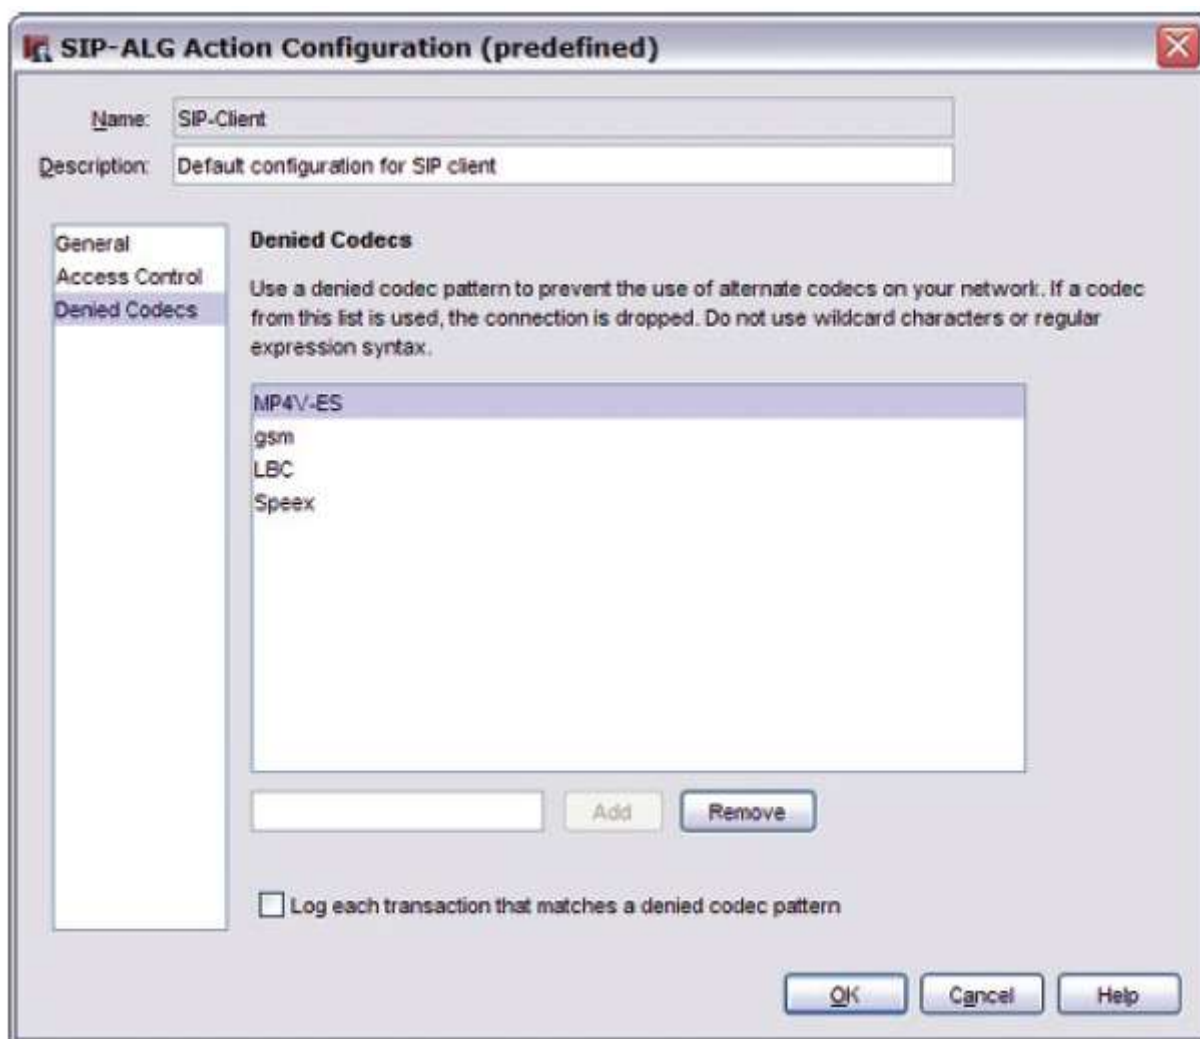 SIP-ALG Action Configuration (predefined)
Name: SIP-Client
Description: Default configuration for SIP client
General
Access Control
Denied Codecs
Denied Codecs
Use a denied codec pattern to prevent the use of alternate codecs on your network. If a codec
from this list is used, the connection is dropped. Do not use wildcard characters or regular
expression syntax.
MP4V-ES
gsm
LBC
Speex
Add Remove
Log each transaction that matches a denied codec pattern
OK Cancel Help